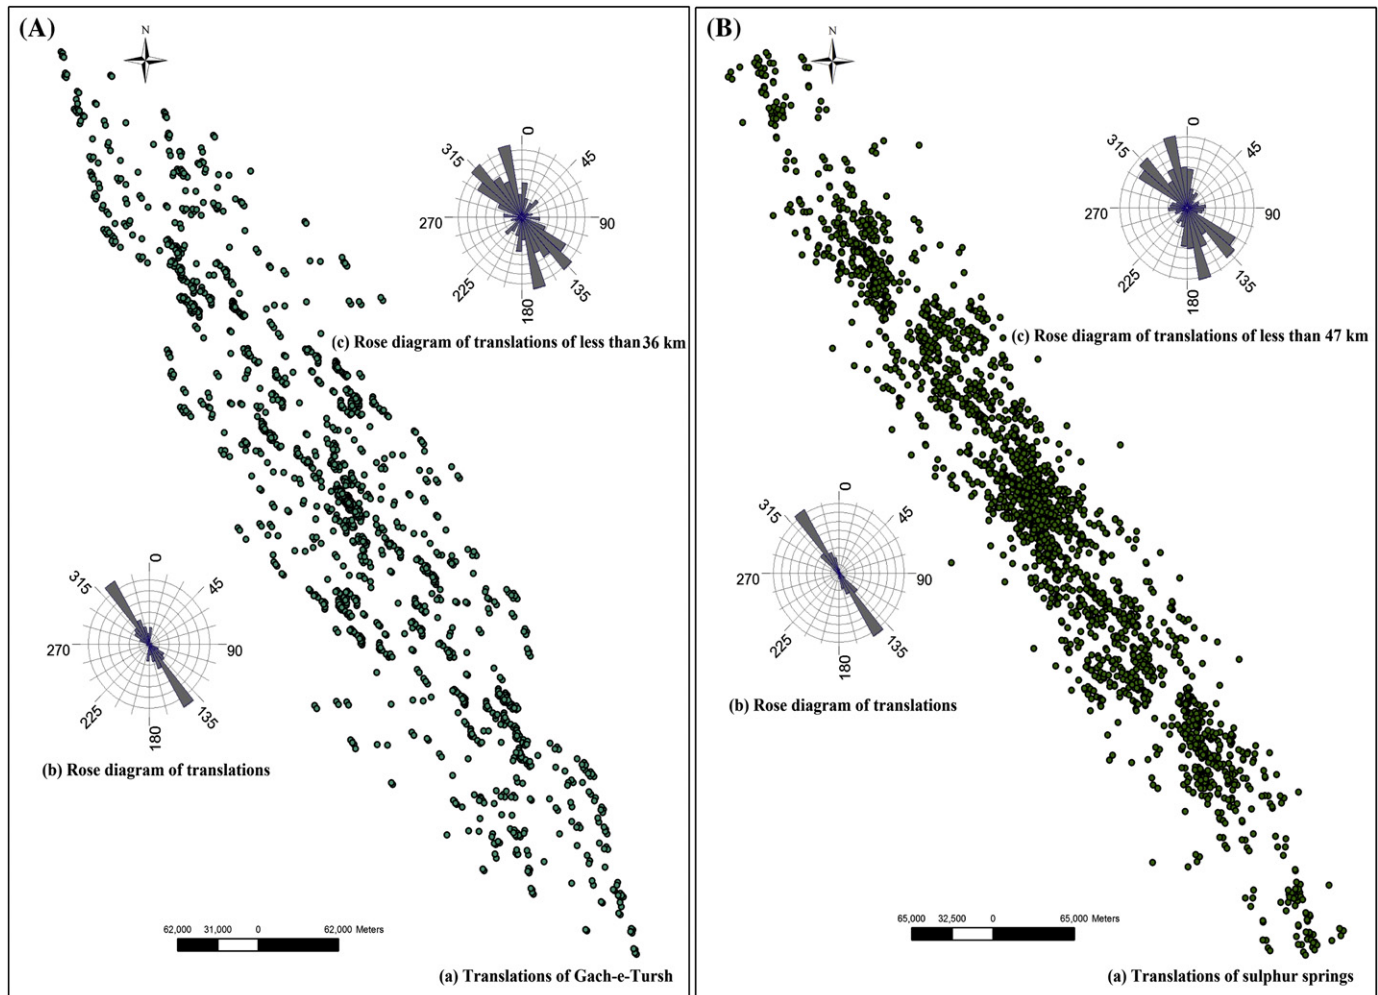 (A)
N
0
45
90
135
180
225
270
315
(c) Rose diagram of translations of less than 36 km
0
45
90
135
180
225
270
315
(b) Rose diagram of translations
62,000 31,000 0 62,000 Meters
(a) Translations of Gach-e-Tursh
(B)
N
0
45
90
135
180
225
270
315
(c) Rose diagram of translations of less than 47 km
0
45
90
135
180
225
270
315
(b) Rose diagram of translations
65,000 32,500 0 65,000 Meters
(a) Translations of sulphur springs